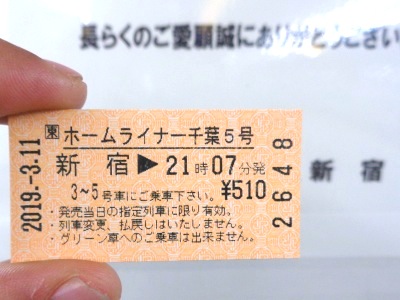 長らくのご愛顧誠にありがとうござい
新宿
東 ホームライナー千葉5号
新宿▶21時07分発
3~5号車にご乗車下さい。 ¥510
・発売当日の指定列車に限り有効。
・列車変更、払戻しはいたしません。
・グリーン車へのご乗車は出来ません。
2019.-3.11
2648